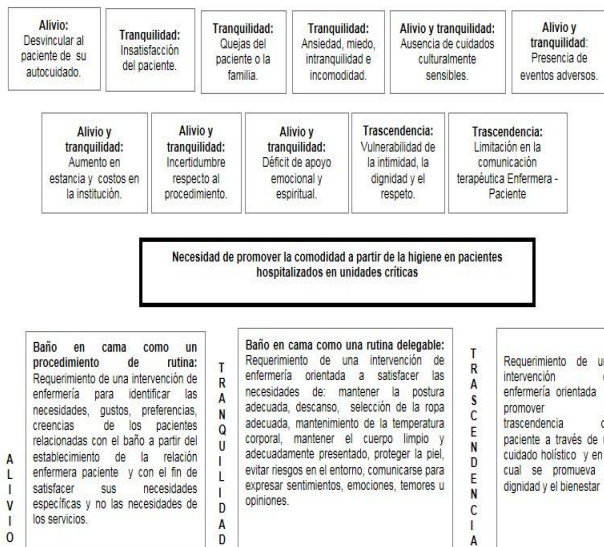 Alivio:
Desvincular al
paciente de su
autocuidado.
Tranquilidad:
Insatisfacción
del paciente.
Tranquilidad:
Quejas del
paciente o la
familia.
Tranquilidad:
Ansiedad, miedo,
intranquilidad e
incomodidad.
Alivio y tranquilidad:
Ausencia de cuidados
culturalmente
sensibles.
Alivio y
tranquilidad:
Presencia de
eventos adversos.
Alivio y
tranquilidad:
Aumento en
estancia y costos en
la institución.
Alivio y
tranquilidad:
Incertidumbre
respecto al
procedimiento.
Alivio y
tranquilidad:
Déficit de apoyo
emocional y
espiritual.
Trascendencia:
Vulnerabilidad de
la intimidad, la
dignidad y el
respeto.
Trascendencia:
Limitación en la
comunicación
terapéutica Enfermera -
Paciente
Necesidad de promover la comodidad a partir de la higiene en pacientes
hospitalizados en unidades críticas
ALIVIO
Baño en cama como un
procedimiento de rutina:
Requerimiento de una intervención de
enfermería para identificar las
necesidades, gustos, preferencias,
creencias de los pacientes
relacionadas con el baño a partir del
establecimiento de la relación
enfermera paciente y con el fin de
satisfacer sus necesidades
específicas y no las necesidades de
los servicios.
TRANQUILIDAD
Baño en cama como una rutina delegable:
Requerimiento de una intervención de
enfermería orientada a satisfacer las
necesidades de: mantener la postura
adecuada, descanso, selección de la ropa
adecuada, mantenimiento de la temperatura
corporal, mantener el cuerpo limpio y
adecuadamente presentado, proteger la piel,
evitar riesgos en el entorno, comunicarse para
expresar sentimientos, emociones, temores u
opiniones.
TRASCENDENCIA
Requerimiento de
intervención
enfermería orientada
promover
trascendencia
paciente a través de
cuidado holístico y en
cual se promueva
dignidad y el bienestar